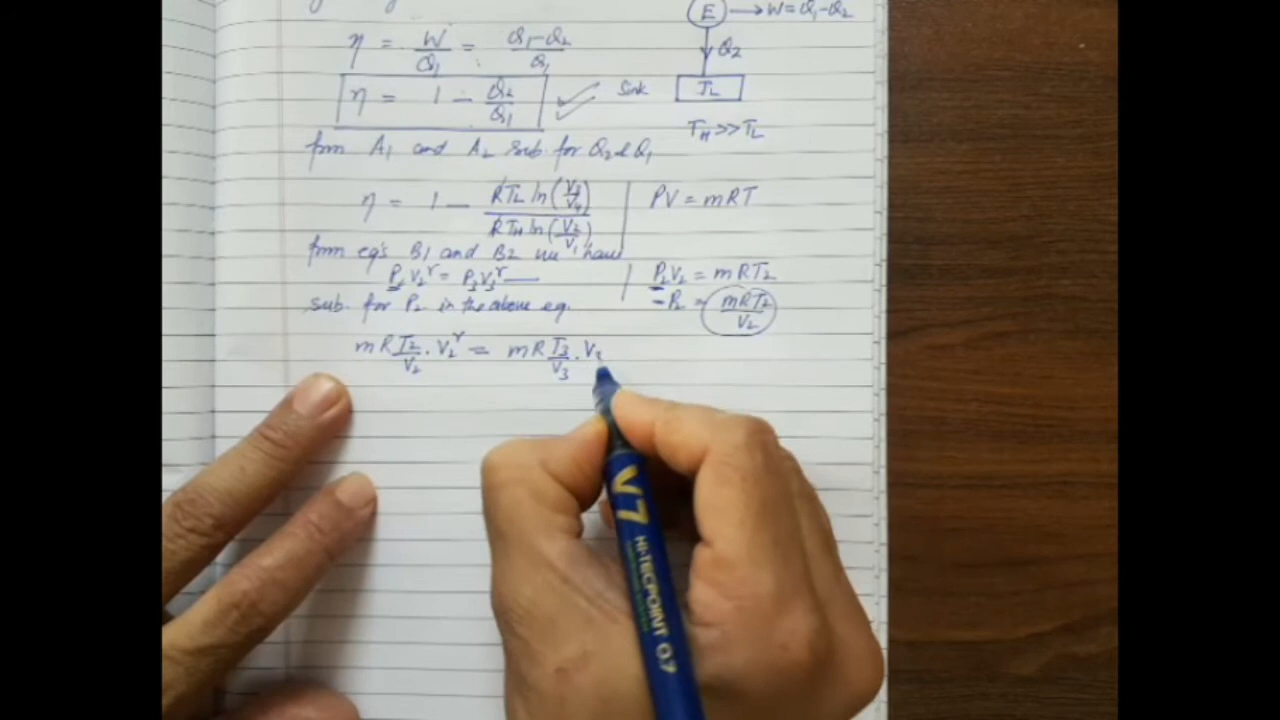 E → W = Q1-Q2
η = W/Q1 = Q1-Q2/Q1
Q2
η = 1 - Q2/Q1
Sink
TL
TH >> TL
from A1 and A2 sub. for Q2 & Q1
η = 1 - RTL ln(V3/V4)/RTH ln(V2/V1)
PV = mRT
from eq's B1 and B2 we have
P2V2^γ = P3V3^γ
P2V2 = mRT2
sub. for P2 in the above eq.
- P2 = mRT2/V2
mR T2/V2 . V2^γ = mR T3/V3 . V3
V7
HI-TECPOINT 0.7